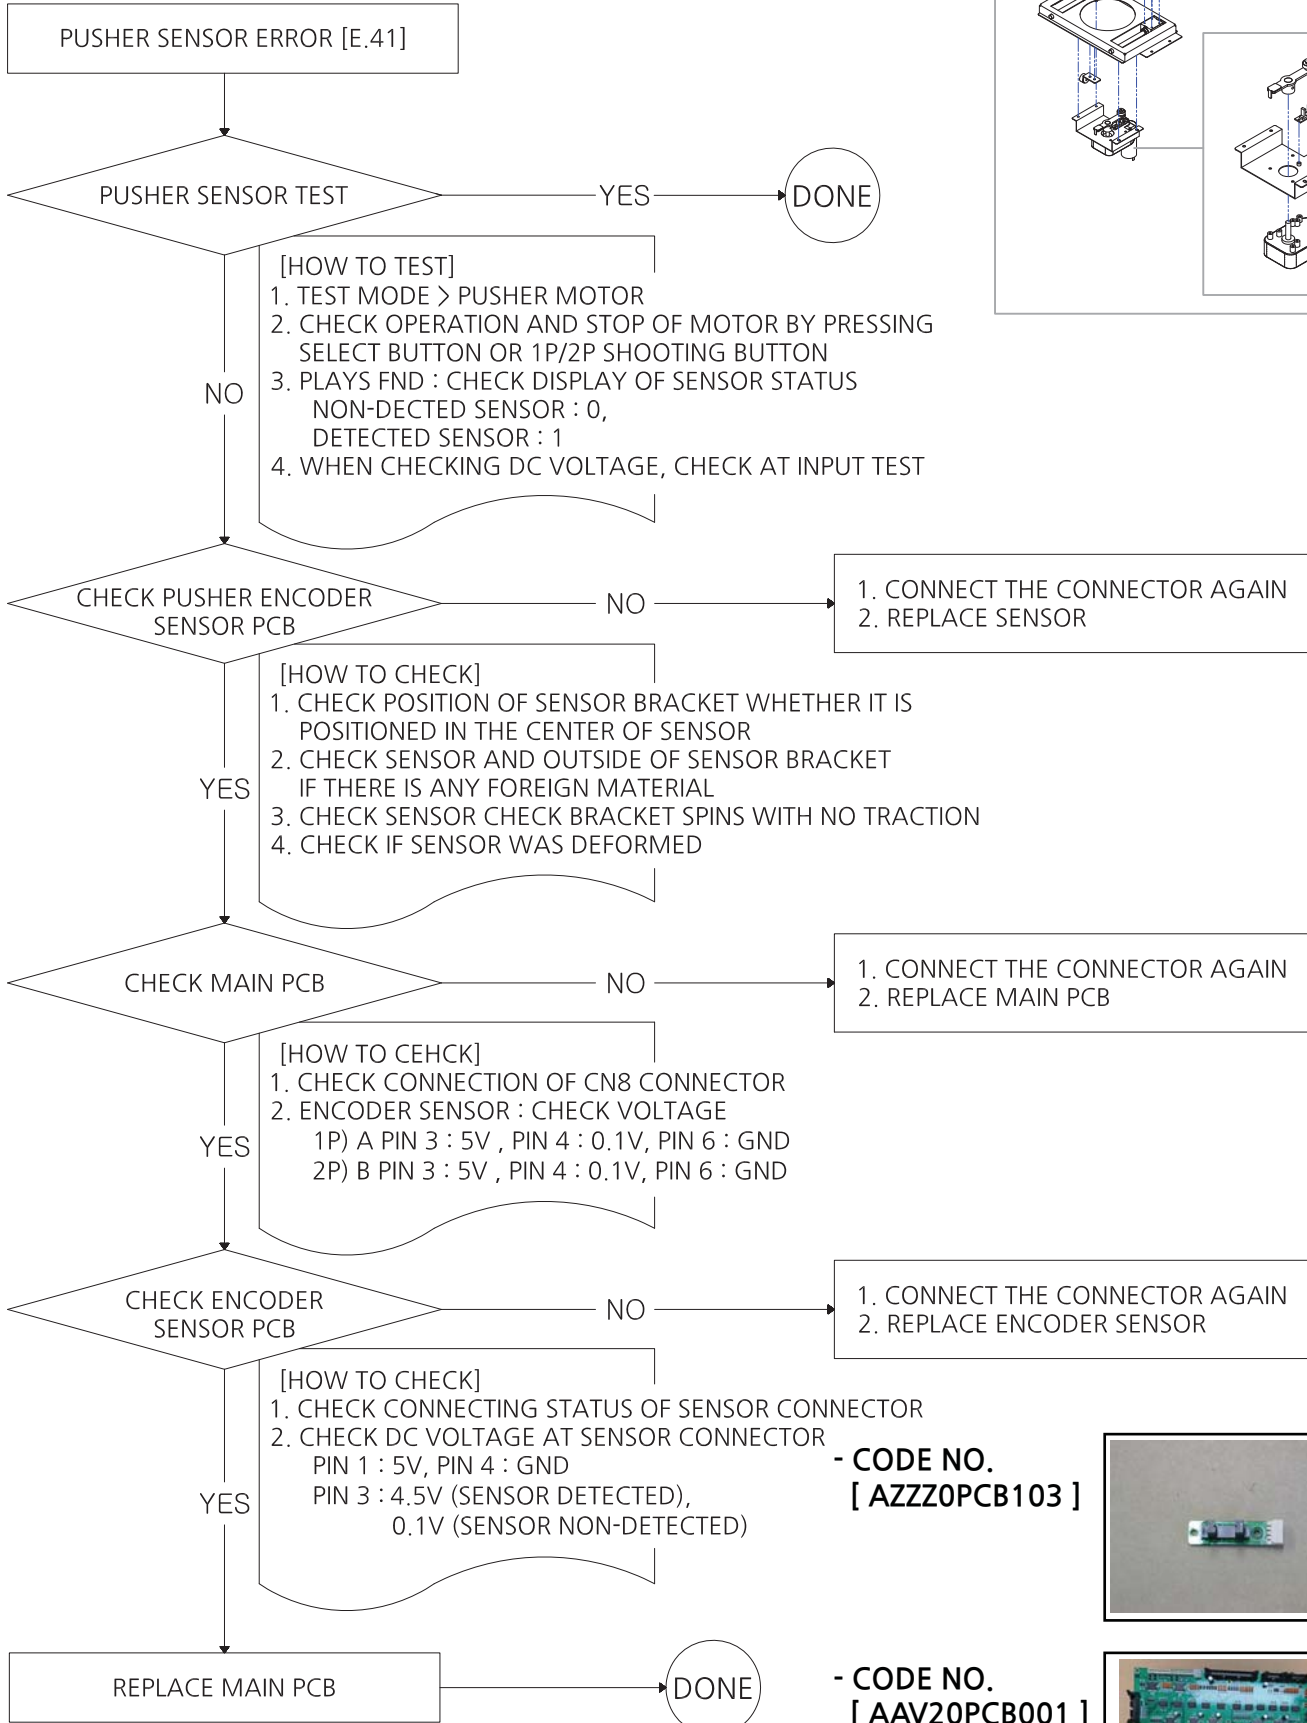 PUSHER SENSOR ERROR [E.41]
PUSHER SENSOR TEST
YES
DONE
[HOW TO TEST]
1. TEST MODE > PUSHER MOTOR
2. CHECK OPERATION AND STOP OF MOTOR BY PRESSING
SELECT BUTTON OR 1P/2P SHOOTING BUTTON
3. PLAYS FND : CHECK DISPLAY OF SENSOR STATUS
NON-DECTED SENSOR : 0,
DETECTED SENSOR : 1
4. WHEN CHECKING DC VOLTAGE, CHECK AT INPUT TEST
NO
CHECK PUSHER ENCODER
SENSOR PCB
NO
1. CONNECT THE CONNECTOR AGAIN
2. REPLACE SENSOR
[HOW TO CHECK]
1. CHECK POSITION OF SENSOR BRACKET WHETHER IT IS
POSITIONED IN THE CENTER OF SENSOR
2. CHECK SENSOR AND OUTSIDE OF SENSOR BRACKET
IF THERE IS ANY FOREIGN MATERIAL
3. CHECK SENSOR CHECK BRACKET SPINS WITH NO TRACTION
4. CHECK IF SENSOR WAS DEFORMED
YES
CHECK MAIN PCB
NO
1. CONNECT THE CONNECTOR AGAIN
2. REPLACE MAIN PCB
[HOW TO CEHCK]
1. CHECK CONNECTION OF CN8 CONNECTOR
2. ENCODER SENSOR : CHECK VOLTAGE
1P) A PIN 3 : 5V , PIN 4 : 0.1V, PIN 6 : GND
2P) B PIN 3 : 5V , PIN 4 : 0.1V, PIN 6 : GND
YES
CHECK ENCODER
SENSOR PCB
NO
1. CONNECT THE CONNECTOR AGAIN
2. REPLACE ENCODER SENSOR
[HOW TO CHECK]
1. CHECK CONNECTING STATUS OF SENSOR CONNECTOR
2. CHECK DC VOLTAGE AT SENSOR CONNECTOR
PIN 1 : 5V, PIN 4 : GND
PIN 3 : 4.5V (SENSOR DETECTED),
0.1V (SENSOR NON-DETECTED)
YES
- CODE NO.
[ AZZZ0PCB103 ]
REPLACE MAIN PCB
DONE
- CODE NO.
[ AAV20PCB001 ]